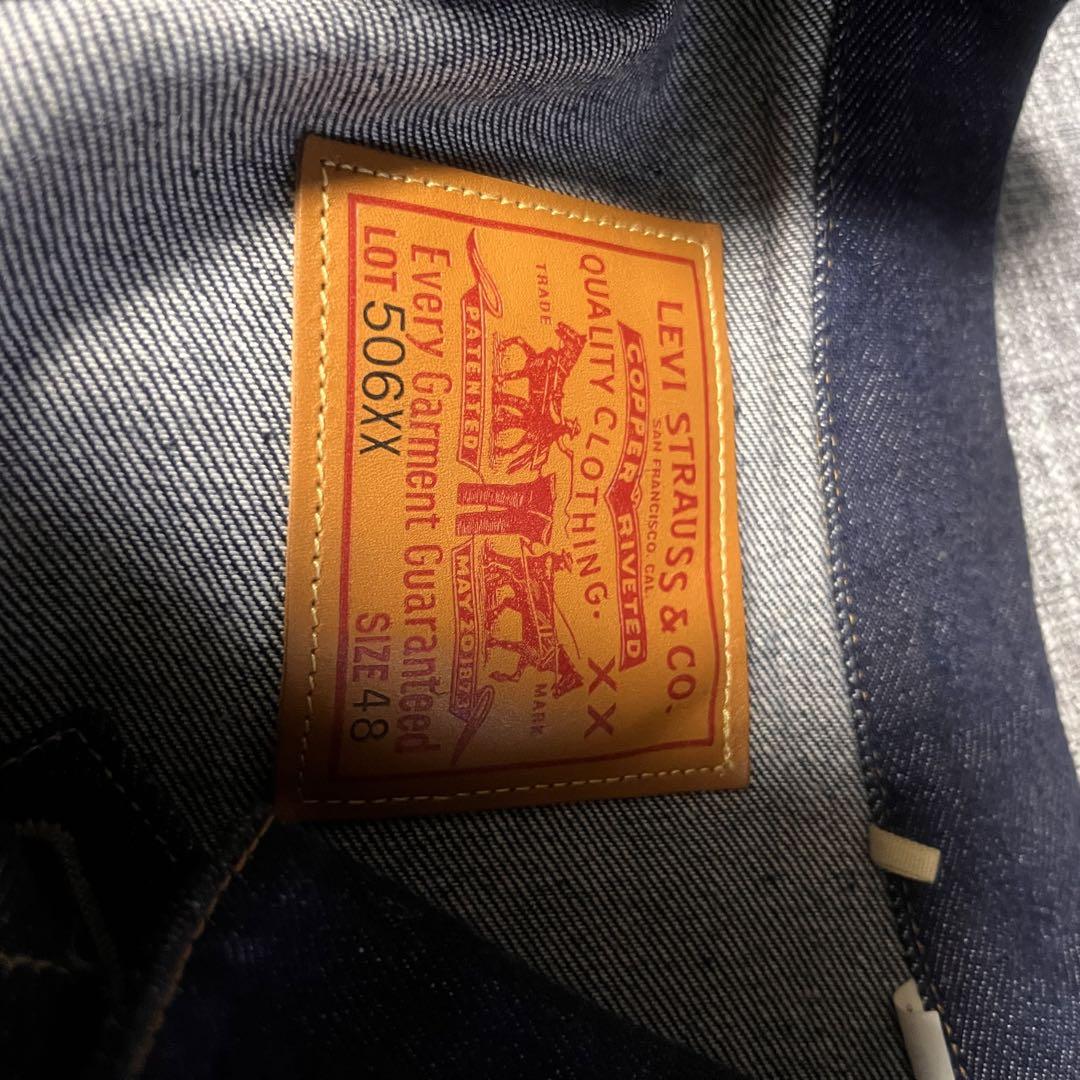 LEVI STRAUSS & CO.
SAN FRANCISCO. CAL.
COPPER RIVETED
QUALITY CLOTHING. XX
TRADE MARK
PATENTED MAY 20 1873
Every Garment Guaranteed
LOT 506XX SIZE 48